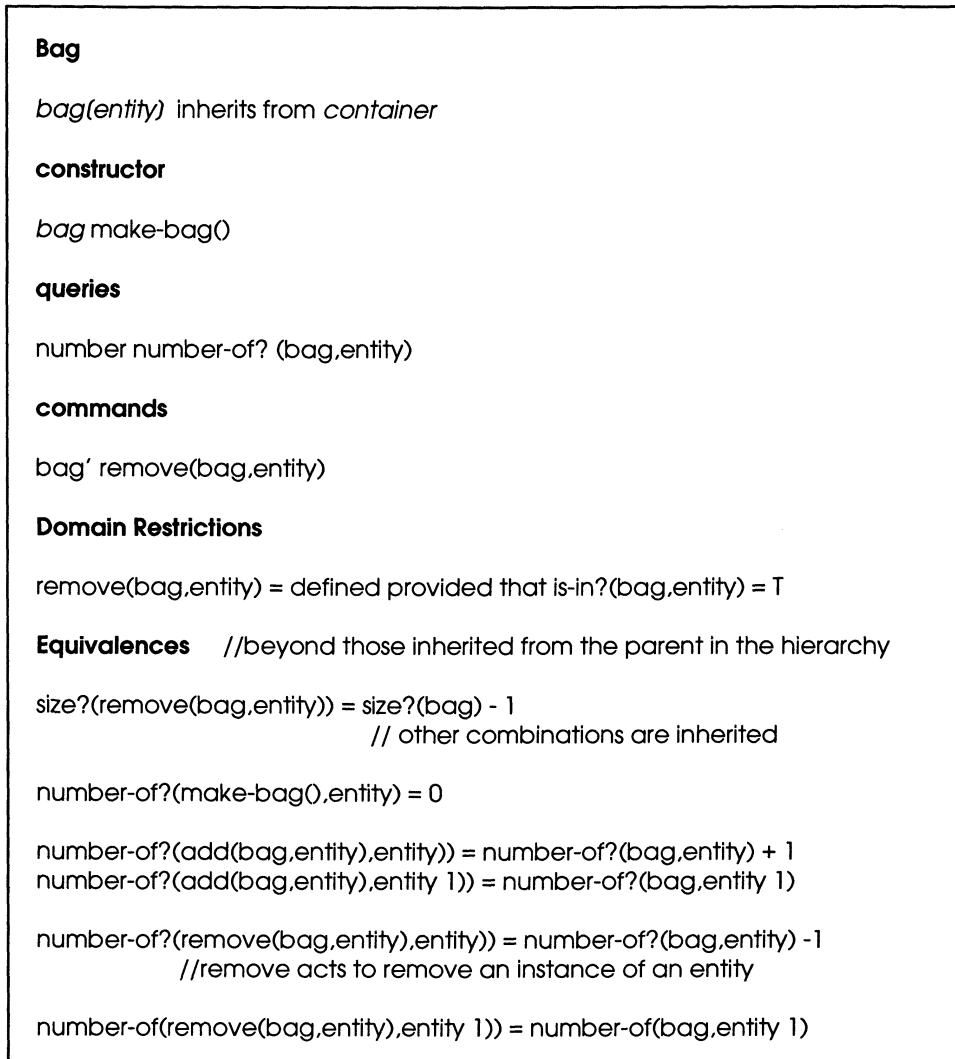 Bag
bag(entity) inherits from container
constructor
bag make-bag()
queries
number number-of? (bag,entity)
commands
bag’ remove(bag,entity)
Domain Restrictions
remove(bag,entity) = defined provided that is-in?(bag,entity) = T
Equivalences //beyond those inherited from the parent in the hierarchy
size?(remove(bag,entity)) = size?(bag) - 1
// other combinations are inherited
number-of?(make-bag(),entity) = 0
number-of?(add(bag,entity),entity)) = number-of?(bag,entity) + 1
number-of?(add(bag,entity),entity 1)) = number-of?(bag,entity 1)
number-of?(remove(bag,entity),entity)) = number-of?(bag,entity) -1
//remove acts to remove an instance of an entity
number-of(remove(bag,entity),entity 1)) = number-of(bag,entity 1)